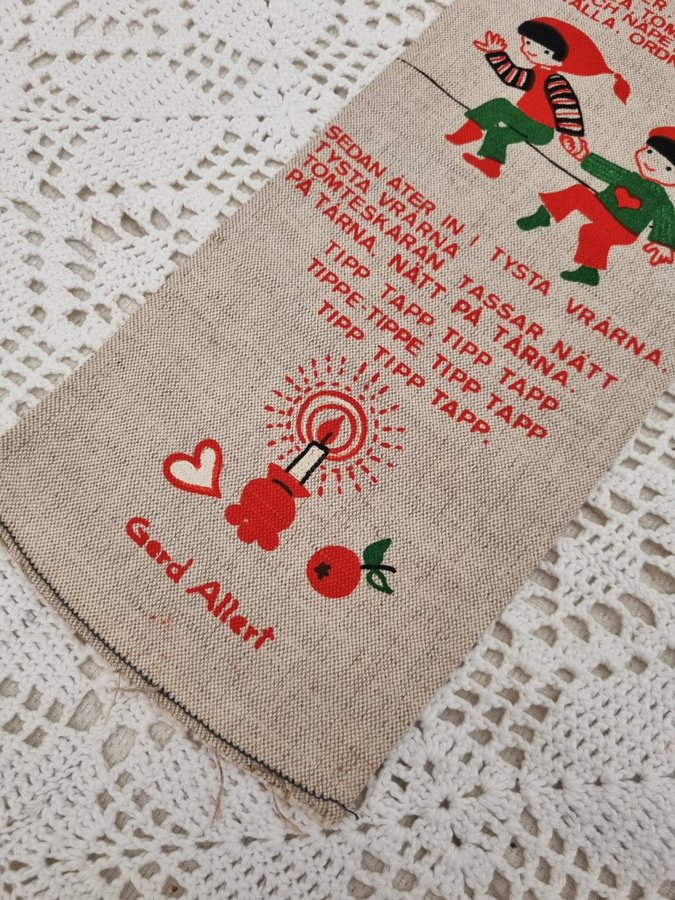 SEDAN ÅTER IN I TYSTA VRÅRNA.
TYSTA VRÅRNA
TOMTESKARAN TASSAR NÄTT
PÅ TÅRNA, NÄTT PÅ TÅRNA.
TIPP TAPP, TIPP TAPP
TIPPE-TIPPE TIPP TAPP
TIPP TIPP TAPP.
Gerd Allert